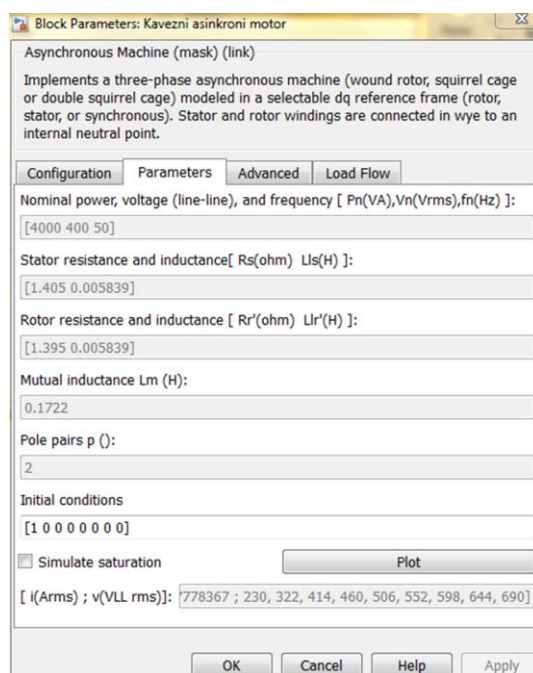 Block Parameters: Kavezni asinkroni motor
Asynchronous Machine (mask) (link)
Implements a three-phase asynchronous machine (wound rotor, squirrel cage
or double squirrel cage) modeled in a selectable dq reference frame (rotor,
stator, or synchronous). Stator and rotor windings are connected in wye to an
internal neutral point.
Configuration Parameters Advanced Load Flow
Nominal power, voltage (line-line), and frequency [ Pn(VA),Vn(Vrms),fn(Hz) ]:
[4000 400 50]
Stator resistance and inductance[ Rs(ohm) Lls(H) ]:
[1.405 0.005839]
Rotor resistance and inductance [ Rr'(ohm) Llr'(H) ]:
[1.395 0.005839]
Mutual inductance Lm (H):
0.1722
Pole pairs p ():
2
Initial conditions
[1 0 0 0 0 0 0 0]
Simulate saturation Plot
[ i(Arms) ; v(VLL rms)]: 778367 ; 230, 322, 414, 460, 506, 552, 598, 644, 690]
OK Cancel Help Apply